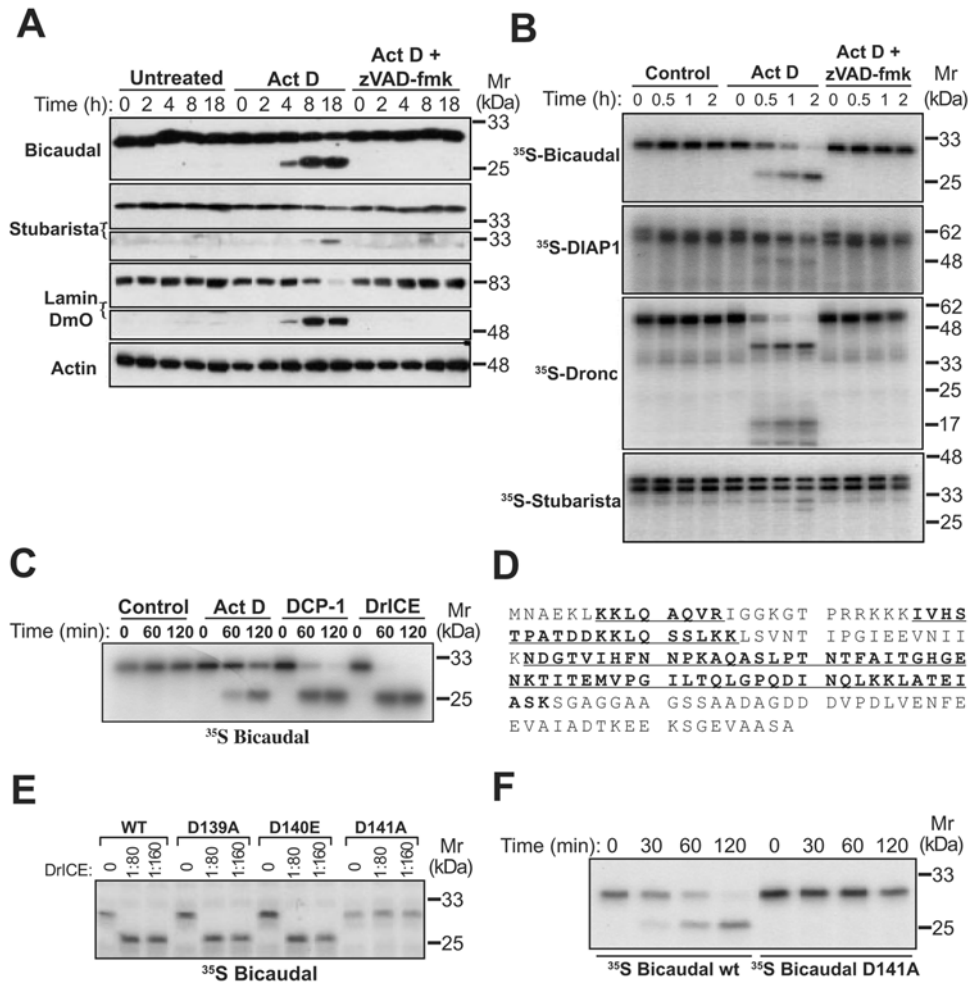 A
Untreated Act D Act D + zVAD-fmk Mr (kDa)
Time (h): 0 2 4 8 18 0 2 4 8 18 0 2 4 8 18
Bicaudal
33
25
Stubarista {
33
33
Lamin DmO {
83
48
Actin
48
B
Control Act D Act D + zVAD-fmk Mr (kDa)
Time (h): 0 0.5 1 2 0 0.5 1 2 0 0.5 1 2
35S-Bicaudal
33
25
35S-DIAP1
62
48
35S-Dronc
62
48
33
25
17
35S-Stubarista
48
33
25
C
Control Act D DCP-1 DrICE Mr (kDa)
Time (min): 0 60 120 0 60 120 0 60 120 0 60 120
33
25
35S Bicaudal
D
MNAEKLKKLQ AQVRIGGKGT PRRKKKIVHS
TPATDDKKLQ SSLKKLSVNT IPGIEEVNII
KNDGTVIHFN NPKAQASLPT NTFAITGHGE
NKTITEMVPG ILTQLGPQDI NQLKKLATEI
ASKSGAGGAA GSSAADAGDD DVPDLVENFE
EVAIADTKEE KSGEVAASA
E
WT D139A D140E D141A Mr (kDa)
DrICE: 0 1:80 1:160 0 1:80 1:160 0 1:80 1:160 0 1:80 1:160
33
25
35S Bicaudal
F
Time (min): 0 30 60 120 0 30 60 120 Mr (kDa)
33
25
35S Bicaudal wt 35S Bicaudal D141A